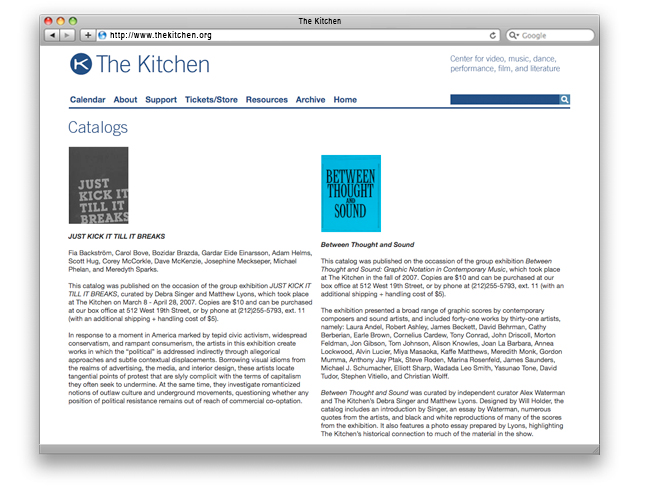 The Kitchen
http://www.thekitchen.org
Google
The Kitchen
Center for video, music, dance,
performance, film, and literature
Calendar About Support Tickets/Store Resources Archive Home
Catalogs
JUST
KICK IT
TILL IT
BREAKS
JUST KICK IT TILL IT BREAKS
Fia Backström, Carol Bove, Bozidar Brazda, Gardar Eide Einarsson, Adam Helms,
Scott Hug, Corey McCorkle, Dave McKenzie, Josephine Meckseper, Michael
Phelan, and Meredyth Sparks.
This catalog was published on the occasion of the group exhibition JUST KICK IT
TILL IT BREAKS, curated by Debra Singer and Matthew Lyons, which took place
at The Kitchen on March 8 - April 28, 2007. Copies are $10 and can be purchased
at our box office at 512 West 19th Street, or by phone at (212)255-5793, ext. 11
(with an additional shipping + handling cost of $5).
In response to a moment in America marked by tepid civic activism, widespread
conservatism, and rampant consumerism, the artists in this exhibition create
works in which the “political” is addressed indirectly through allegorical
approaches and subtle contextual displacements. Borrowing visual idioms from
the realms of advertising, the media, and interior design, these artists locate
tangential points of protest that are slyly complicit with the terms of capitalism
they often seek to undermine. At the same time, they investigate romanticized
notions of outlaw culture and underground movements, questioning whether any
position of political resistance remains out of reach of commercial co-optation.
BETWEEN
THOUGHT
AND
SOUND
Between Thought and Sound
This catalog was published on the occassion of the group exhibition Between
Thought and Sound: Graphic Notation in Contemporary Music, which took place
at The Kitchen in the fall of 2007. Copies are $10 and can be purchased at our
box office at 512 West 19th Street, or by phone at (212)255-5793, ext. 11 (with an
additional shipping + handling cost of $5).
The exhibition presented a broad range of graphic scores by contemporary
composers and sound artists, and included forty-one works by thirty-one artists,
namely: Laura Andel, Robert Ashley, James Beckett, David Behrman, Cathy
Berberian, Earle Brown, Cornelius Cardew, Tony Conrad, John Driscoll, Morton
Feldman, Jon Gibson, Tom Johnson, Alison Knowles, Joan La Barbara, Annea
Lockwood, Alvin Lucier, Miya Masaoka, Kaffe Matthews, Meredith Monk, Gordon
Mumma, Anthony Jay Ptak, Steve Roden, Marina Rosenfeld, James Saunders,
Michael J. Schumacher, Elliott Sharp, Wadada Leo Smith, Yasunao Tone, David
Tudor, Stephen Vitiello, and Christian Wolff.
Between Thought and Sound was curated by independent curator Alex Waterman
and The Kitchen's Debra Singer and Matthew Lyons. Designed by Will Holder, the
catalog includes an introduction by Singer, an essay by Waterman, numerous
quotes from the artists, and black and white reproductions of many of the scores
from the exhibition. It also features a photo essay prepared by Lyons, highlighting
The Kitchen's historical connection to much of the material in the show.